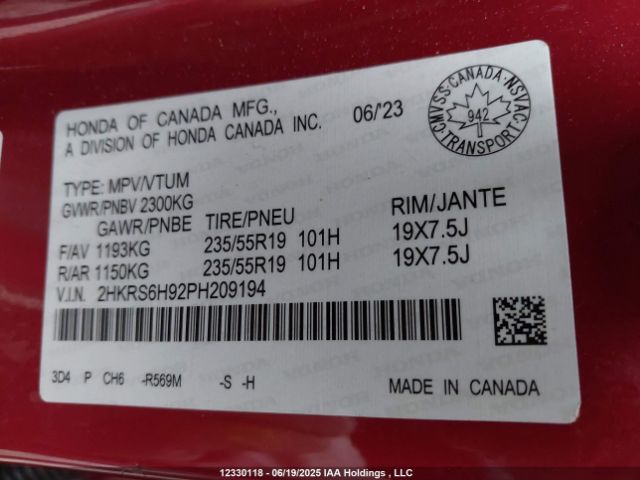 HONDA OF CANADA MFG.,
A DIVISION OF HONDA CANADA INC. 06/'23
CMVSS·CANADA·NSVAC
942
TRANSPORT
TYPE: MPV/VTUM
GVWR/PNBV 2300KG
GAWR/PNBE TIRE/PNEU RIM/JANTE
F/AV 1193KG 235/55R19 101H 19X7.5J
R/AR 1150KG 235/55R19 101H 19X7.5J
V.I.N. 2HKRS6H92PH209194
3D4 P CH6 -R569M -S -H MADE IN CANADA
12330118 - 06/19/2025 IAA Holdings , LLC